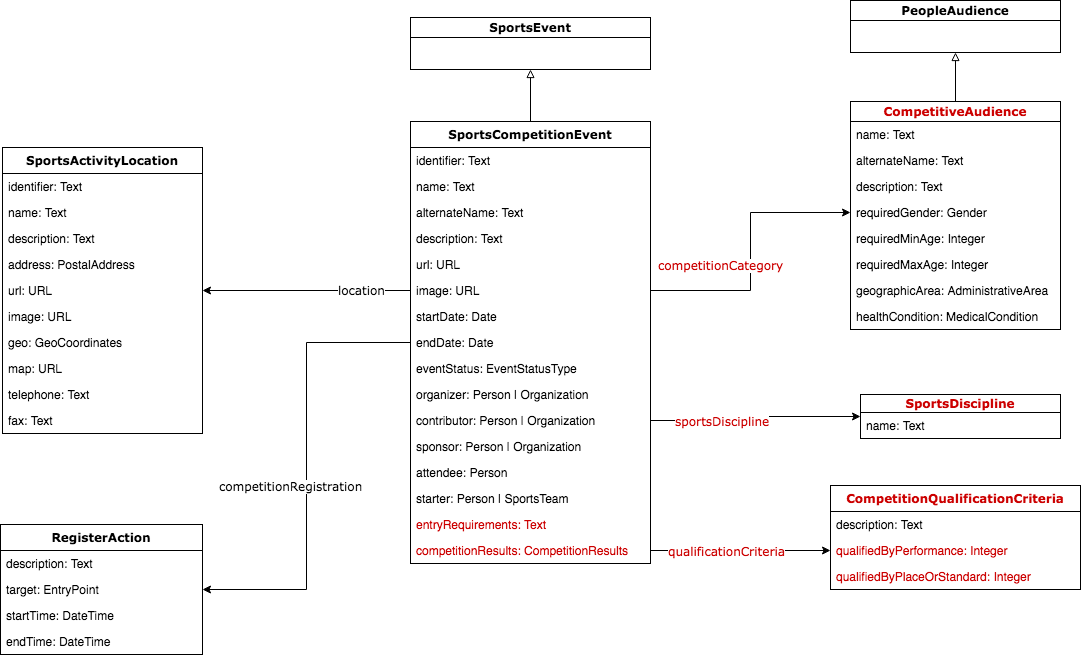 SportsEvent
PeopleAudience
CompetitiveAudience
name: Text
alternateName: Text
description: Text
requiredGender: Gender
requiredMinAge: Integer
requiredMaxAge: Integer
geographicArea: AdministrativeArea
healthCondition: MedicalCondition
SportsCompetitionEvent
identifier: Text
name: Text
alternateName: Text
description: Text
url: URL
image: URL
startDate: Date
endDate: Date
eventStatus: EventStatusType
organizer: Person | Organization
contributor: Person | Organization
sponsor: Person | Organization
attendee: Person
starter: Person | SportsTeam
entryRequirements: Text
competitionResults: CompetitionResults
SportsActivityLocation
identifier: Text
name: Text
description: Text
address: PostalAddress
url: URL
image: URL
geo: GeoCoordinates
map: URL
telephone: Text
fax: Text
location
competitionCategory
sportsDiscipline
SportsDiscipline
name: Text
competitionRegistration
qualificationCriteria
CompetitionQualificationCriteria
description: Text
qualifiedByPerformance: Integer
qualifiedByPlaceOrStandard: Integer
RegisterAction
description: Text
target: EntryPoint
startTime: DateTime
endTime: DateTime